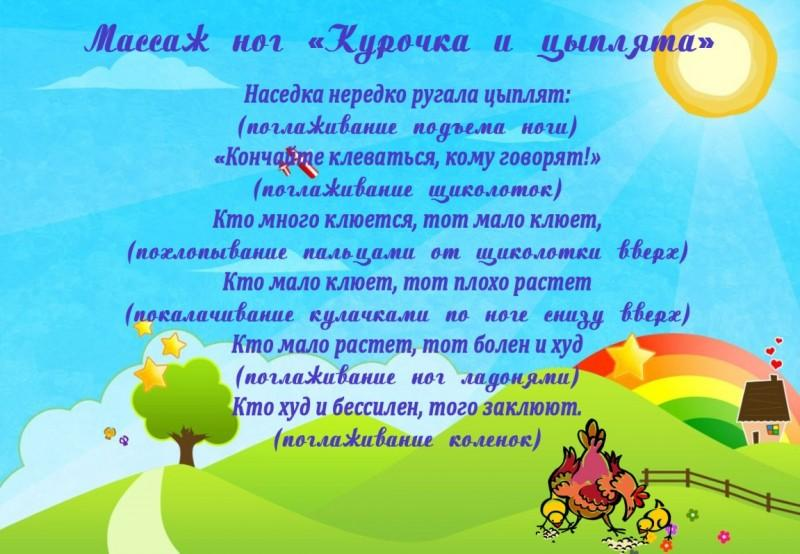 Массаж ног «Курочка и цыплята»
Наседка нередко ругала цыплят:
(поглаживание подъема ноги)
«Кончайте клеваться, кому говорят!»
(поглаживание щиколоток)
Кто много клюется, тот мало клюет,
(похлопывание пальцами от щиколотки вверх)
Кто мало клюет, тот плохо растет
(покалачивание кулачками по ноге снизу вверх)
Кто мало растет, тот болен и худ
(поглаживание ног ладонями)
Кто худ и бессилен, того заклюют.
(поглаживание коленок)